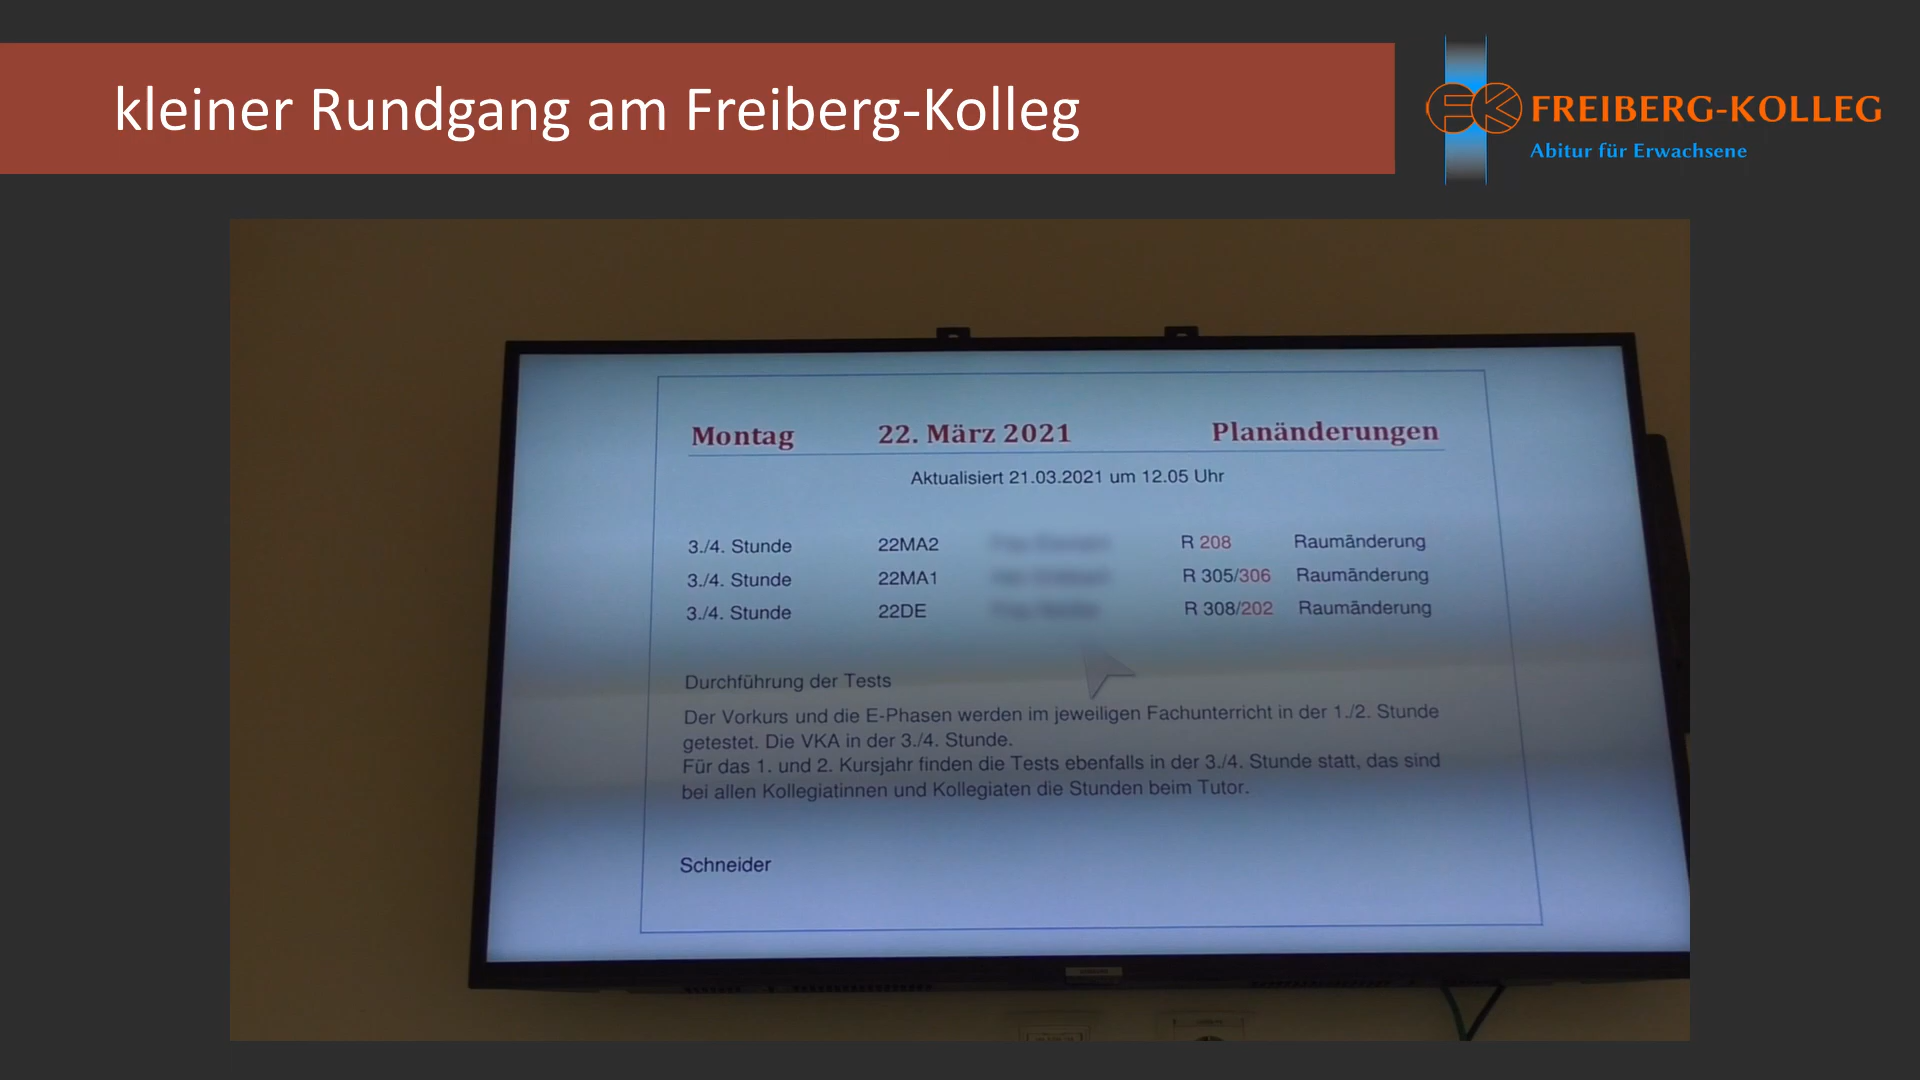 kleiner Rundgang am Freiberg-Kolleg
FK FREIBERG-KOLLEG
Abitur für Erwachsene
Montag 22. März 2021 Planänderungen
Aktualisiert 21.03.2021 um 12.05 Uhr
3./4. Stunde 22MA2 R 208 Raumänderung
3./4. Stunde 22MA1 R 305/306 Raumänderung
3./4. Stunde 22DE R 308/202 Raumänderung
Durchführung der Tests
Der Vorkurs und die E-Phasen werden im jeweiligen Fachunterricht in der 1./2. Stunde
getestet. Die VKA in der 3./4. Stunde.
Für das 1. und 2. Kursjahr finden die Tests ebenfalls in der 3./4. Stunde statt, das sind
bei allen Kollegiatinnen und Kollegiaten die Stunden beim Tutor.
Schneider